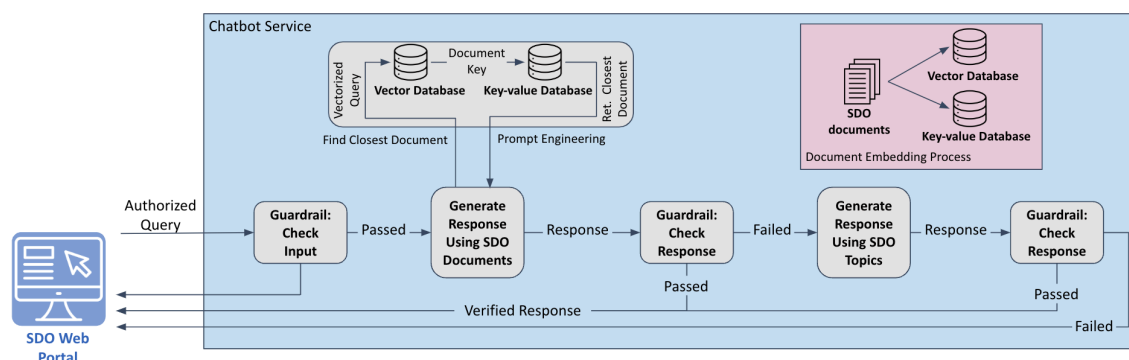 Chatbot Service
Document
Key
Vectorized
Query
Vector Database
Key-value Database
Ret. Closest
Document
Find Closest Document
Prompt Engineering
SDO
documents
Vector Database
Key-value Database
Document Embedding Process
Authorized
Query
Guardrail:
Check
Input
Passed
Generate
Response
Using SDO
Documents
Response
Guardrail:
Check
Response
Failed
Generate
Response
Using SDO
Topics
Response
Guardrail:
Check
Response
Passed
Passed
Verified Response
Failed
SDO Web
Portal